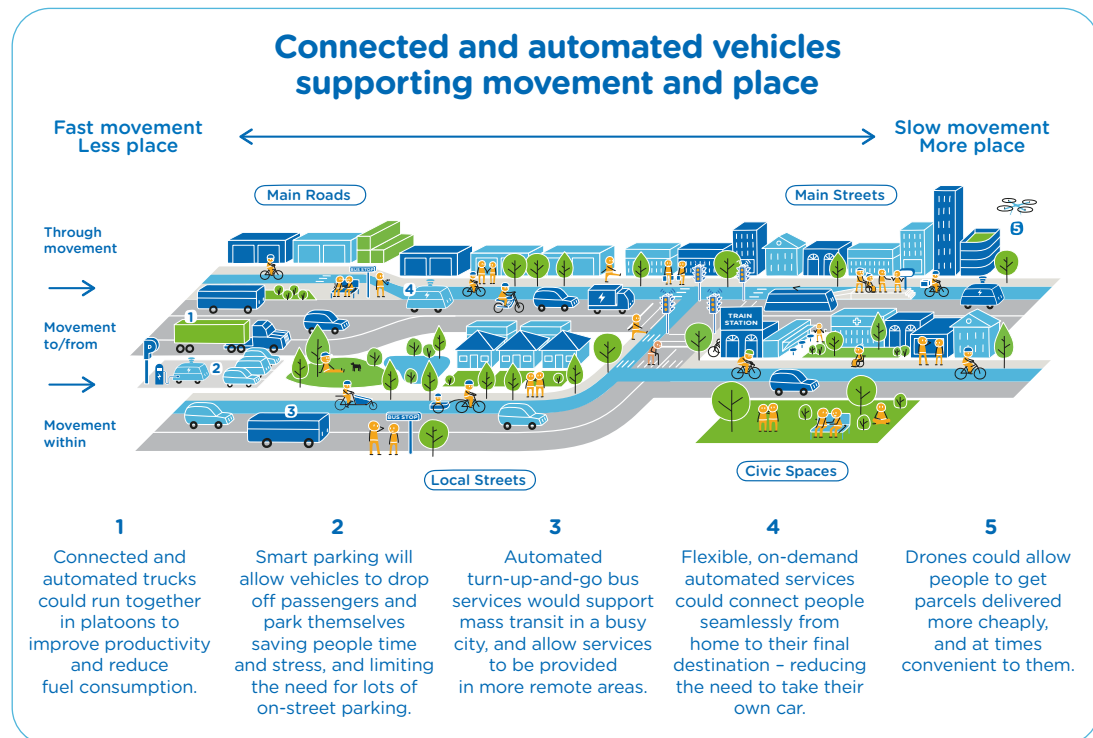 Connected and automated vehicles
supporting movement and place
Fast movement
Less place
Slow movement
More place
Main Roads
Main Streets
Through
movement
5
BUS STOP
4
1
Movement
to/from
TRAIN
STATION
P
2
3
BUS STOP
Movement
within
Local Streets
Civic Spaces
1
Connected and
automated trucks
could run together
in platoons to
improve productivity
and reduce
fuel consumption.
2
Smart parking will
allow vehicles to drop
off passengers and
park themselves
saving people time
and stress, and limiting
the need for lots of
on-street parking.
3
Automated
turn-up-and-go bus
services would support
mass transit in a busy
city, and allow services
to be provided
in more remote areas.
4
Flexible, on-demand
automated services
could connect people
seamlessly from
home to their final
destination – reducing
the need to take their
own car.
5
Drones could allow
people to get
parcels delivered
more cheaply,
and at times
convenient to them.